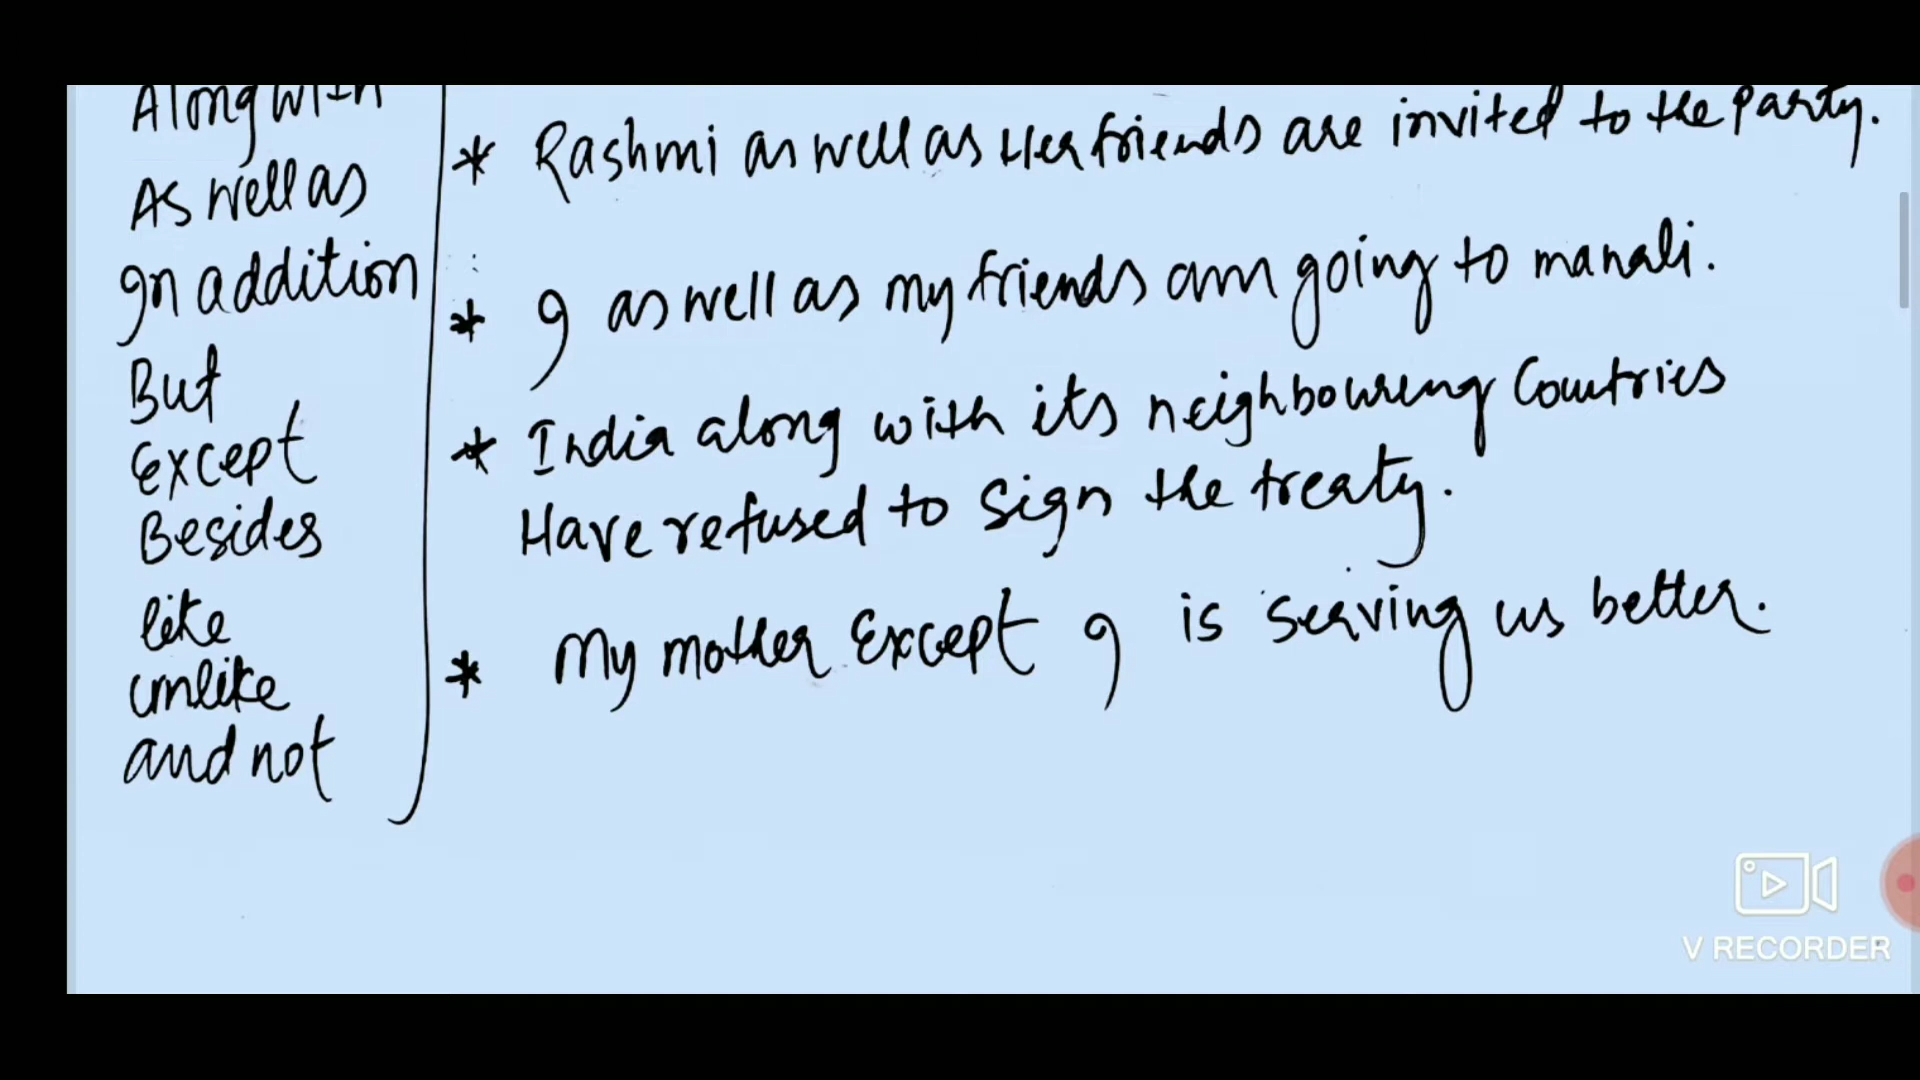 Along with
As well as
In addition
But
Except
Besides
like
unlike
and not
* Rashmi as well as Her friends are invited to the Party.
* I as well as my friends am going to manali.
* India along with its neighbouring Countries
Have refused to Sign the treaty.
* My mother Except I is serving us better.
V RECORDER